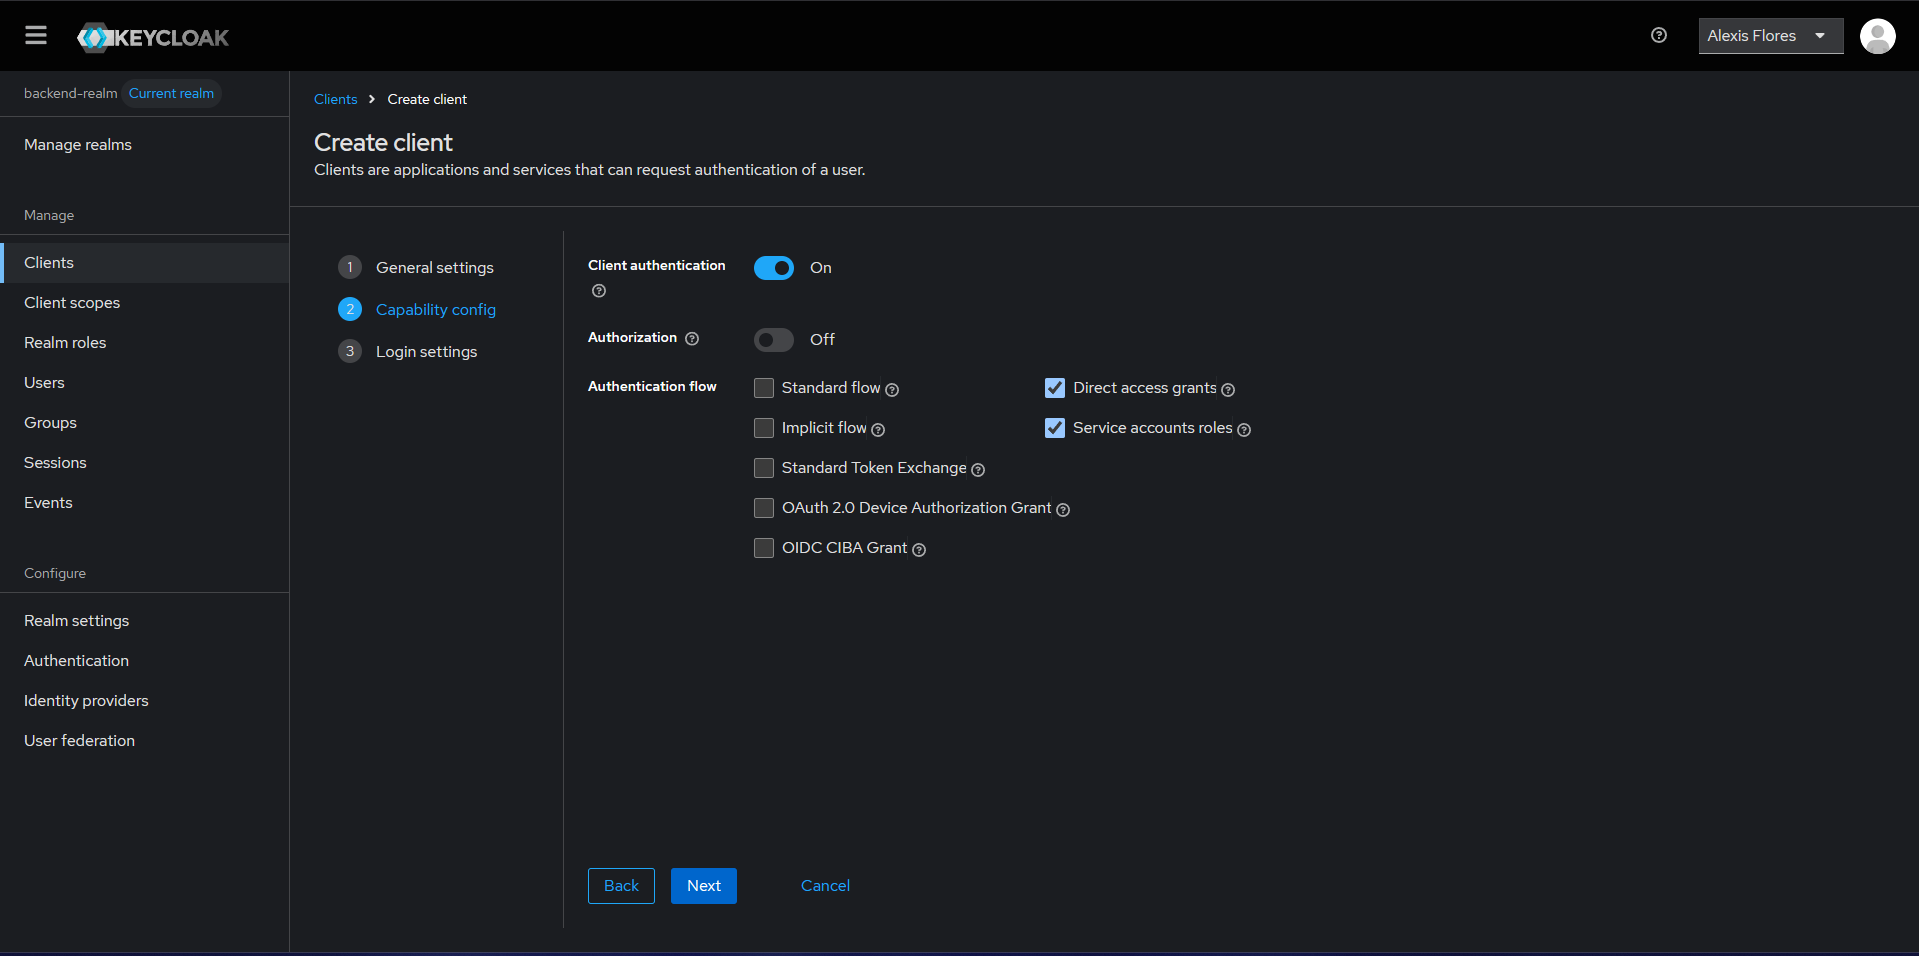 KEYCLOAK
Alexis Flores
backend-realm Current realm
Manage realms
Manage
Clients
Client scopes
Realm roles
Users
Groups
Sessions
Events
Configure
Realm settings
Authentication
Identity providers
User federation
Clients > Create client
Create client
Clients are applications and services that can request authentication of a user.
1 General settings
2 Capability config
3 Login settings
Client authentication On
Authorization Off
Authentication flow
Standard flow
Direct access grants
Implicit flow
Service accounts roles
Standard Token Exchange
OAuth 2.0 Device Authorization Grant
OIDC CIBA Grant
Back Next Cancel